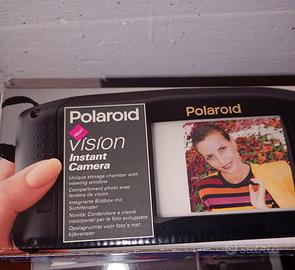 Polaroid
New!
Vision
Instant
Camera
Unique storage chamber with
viewing window
Compartiment photo avec
fenêtre de vision
Integrierte Bildbox mit
Sichtfenster
Novità: Contenitore e visore
incorporati per le foto sviluppate
Opbergruimte voor foto's met
kijkvenster
Polaroid